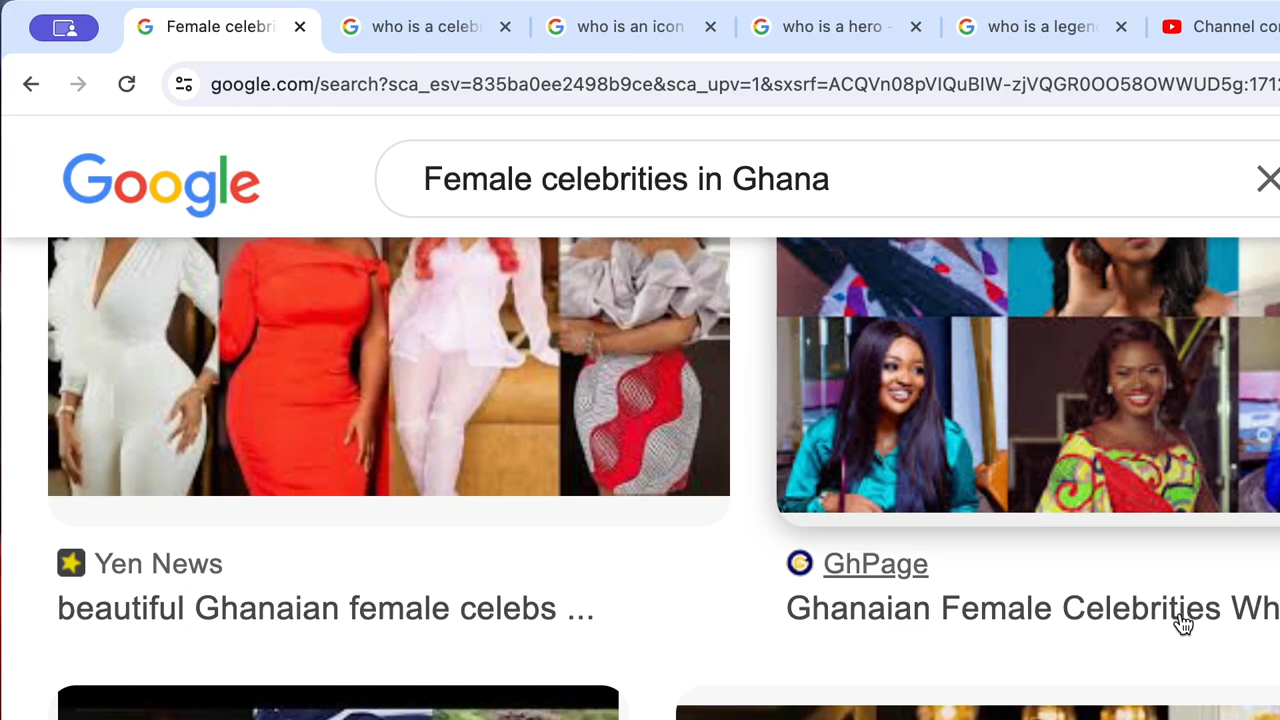 Female celebri
who is a celebr
who is an icon
who is a hero -
who is a legen
Channel co
google.com/search?sca_esv=835ba0ee2498b9ce&sca_upv=1&sxsrf=ACQVn08pVIQuBIW-zjVQGR0OO58OWWUD5g:1712
Google
Female celebrities in Ghana
Yen News
beautiful Ghanaian female celebs ...
GhPage
Ghanaian Female Celebrities Wh